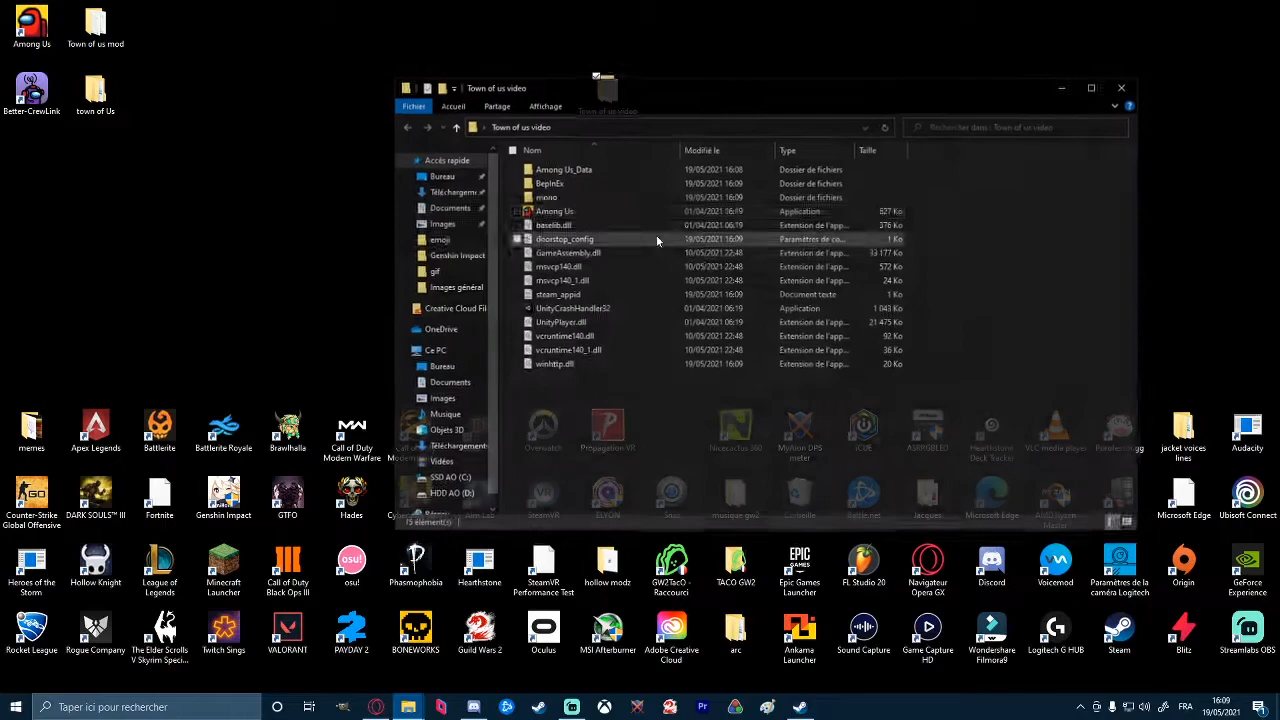 Among Us
Town of us mod
Better-CrewLink
town of Us
Town of us video
Town of us video
Fichier
Accueil
Partage
Affichage
Town of us video
Rechercher dans : Town of us video
Nom
Modifié le
Type
Taille
Among Us_Data 19/05/2021 16:08 Dossier de fichiers
BepInEx 19/05/2021 16:09 Dossier de fichiers
mono 19/05/2021 16:09 Dossier de fichiers
Among Us 01/04/2021 06:19 Application 627 Ko
baselib.dll 01/04/2021 06:19 Extension de l'app... 376 Ko
doorstop_config 19/05/2021 16:09 Paramètres de co... 1 Ko
GameAssembly.dll 10/05/2021 22:48 Extension de l'app... 33 177 Ko
msvcp140.dll 10/05/2021 22:48 Extension de l'app... 572 Ko
msvcp140_1.dll 10/05/2021 22:48 Extension de l'app... 24 Ko
steam_appid 19/05/2021 16:09 Document texte 1 Ko
UnityCrashHandler32 01/04/2021 06:19 Application 1 043 Ko
UnityPlayer.dll 01/04/2021 06:19 Extension de l'app... 21 475 Ko
vcruntime140.dll 10/05/2021 22:48 Extension de l'app... 92 Ko
vcruntime140_1.dll 10/05/2021 22:48 Extension de l'app... 36 Ko
winhttp.dll 19/05/2021 16:09 Extension de l'app... 20 Ko
Accès rapide
Bureau
Téléchargeme
Documents
Images
emoji
Genshin Impact
gif
Images général
Creative Cloud Fil
OneDrive
Ce PC
Bureau
Documents
Images
Musique
Objets 3D
Téléchargements
Vidéos
SSD AO (C:)
HDD AO (D:)
15 élément(s)
memes
Apex Legends
Battlerite
Battlerite Royale
Brawlhalla
Call of Duty
Modern Warfare
Overwatch
Propagation VR
MyAion DPS
meter
iCUE
Hearthstone
Deck Tracker
VLC media player
jacket voices
lines
Audacity
Counter-Strike
Global Offensive
DARK SOULS™ III
Fortnite
Genshin Impact
GTFO
Hades
Aim Lab
SteamVR
ELYON
musique gw2
Corbeille
Battle.net
Jacques
Microsoft Edge
AMD Ryzen
Master
Microsoft Edge
Ubisoft Connect
Heroes of the
Storm
Hollow Knight
League of
Legends
Minecraft
Launcher
Call of Duty
Black Ops III
osu!
osu!
Phasmophobia
Hearthstone
SteamVR
Performance Test
hollow modz
GW2TacO -
Raccourci
TACO GW2
EPIC
GAMES
Epic Games
Launcher
FL Studio 20
Navigateur
Opera GX
Discord
Voicemod
Paramètres de la
caméra Logitech
Origin
GeForce
Experience
Rocket League
Rogue Company
The Elder Scrolls
V Skyrim Speci...
Twitch Sings
VALORANT
PAYDAY 2
BONEWORKS
Guild Wars 2
Oculus
MSI Afterburner
Adobe Creative
Cloud
arc
Ankama
Launcher
Sound Capture
Game Capture
HD
Wondershare
Filmora9
Logitech G HUB
Steam
Blitz
Streamlabs OBS
Taper ici pour rechercher
Pr
FRA
16:09
19/05/2021